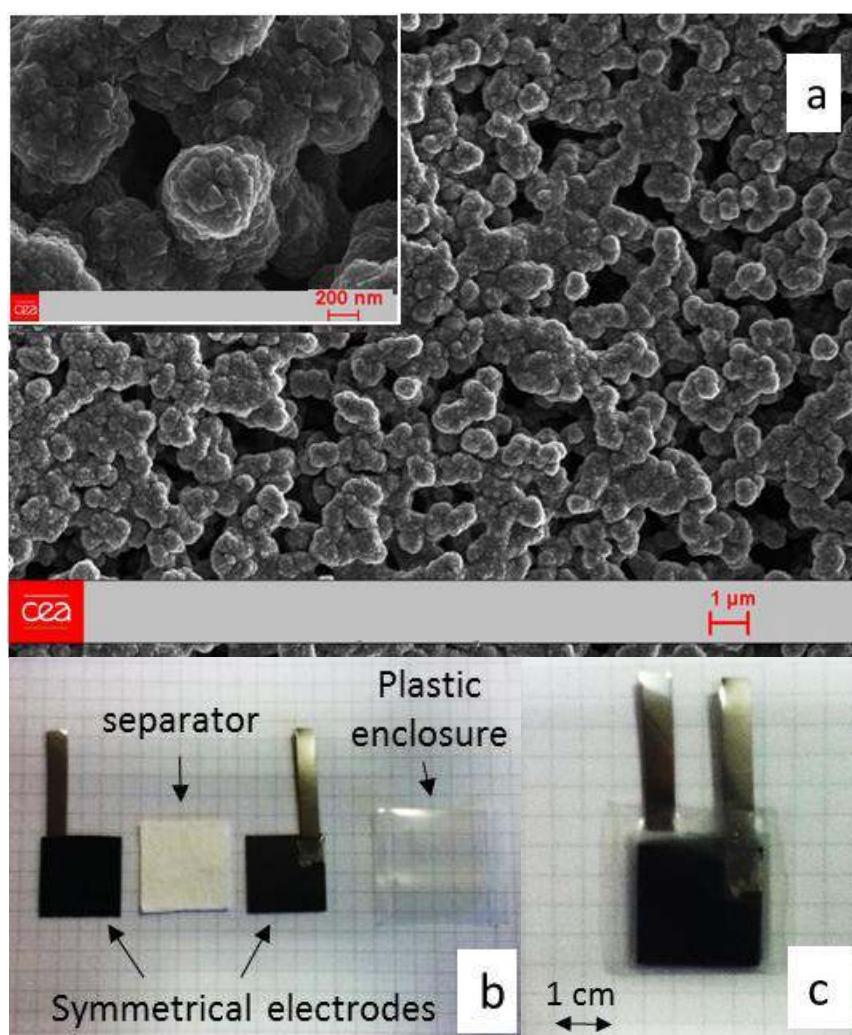 a
cea
200 nm
cea
1 µm
separator
Plastic
enclosure
Symmetrical electrodes
b
1 cm
c